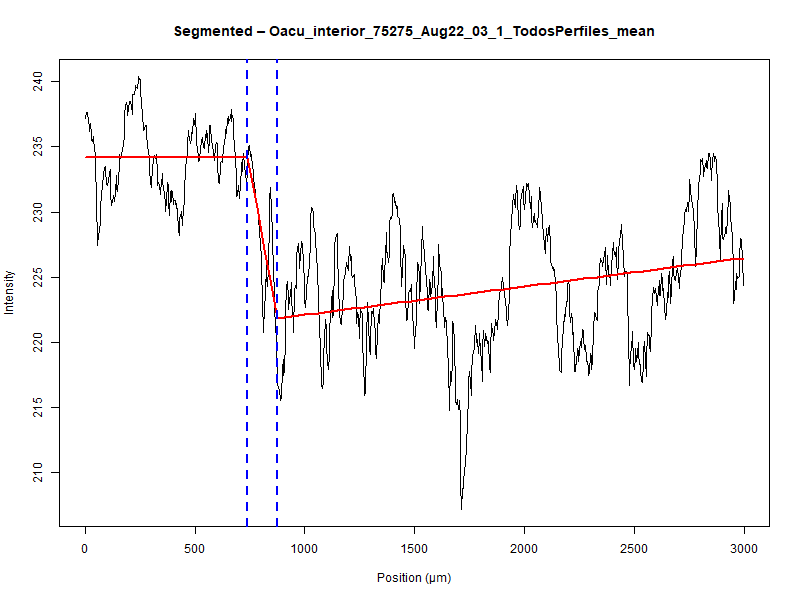 Segmented – Oacu_interior_75275_Aug22_03_1_TodosPerfiles_mean
240
235
230
225
220
215
210
Intensity
0 500 1000 1500 2000 2500 3000
Position (µm)